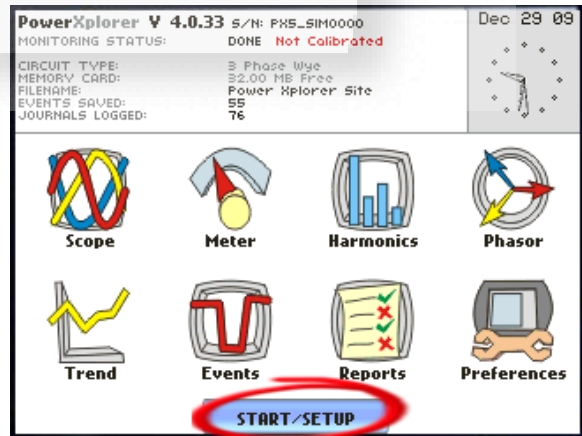 PowerXplorer V 4.0.33 S/N: PX5_SIM0000
Dec 29 09
MONITORING STATUS: DONE Not Calibrated
CIRCUIT TYPE: 3 Phase Wye
MEMORY CARD: 32.00 MB Free
FILENAME: Power Xplorer Site
EVENTS SAVED: 55
JOURNALS LOGGED: 76
Scope Meter Harmonics Phasor
Trend Events Reports Preferences
START/SETUP